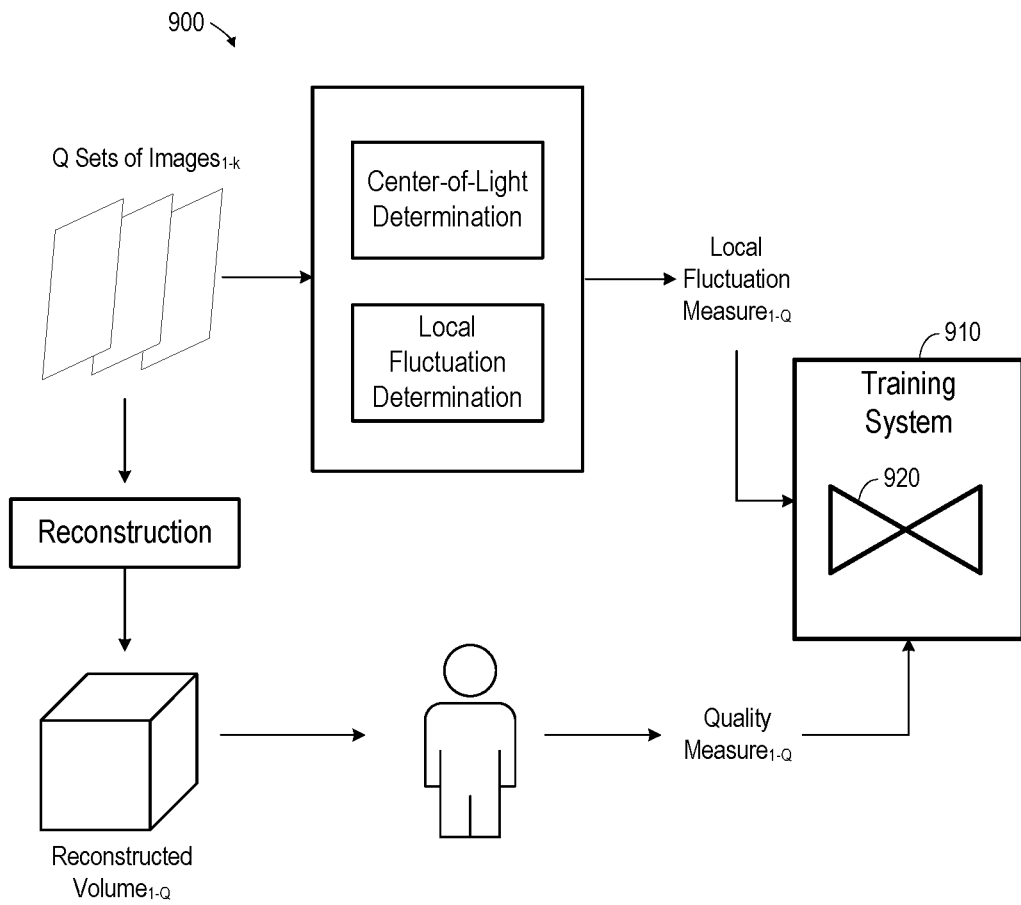 900
Q Sets of Images1-k
Center-of-Light
Determination
Local
Fluctuation
Determination
Local
Fluctuation
Measure1-Q
910
Training
System
920
Reconstruction
Quality
Measure1-Q
Reconstructed
Volume1-Q